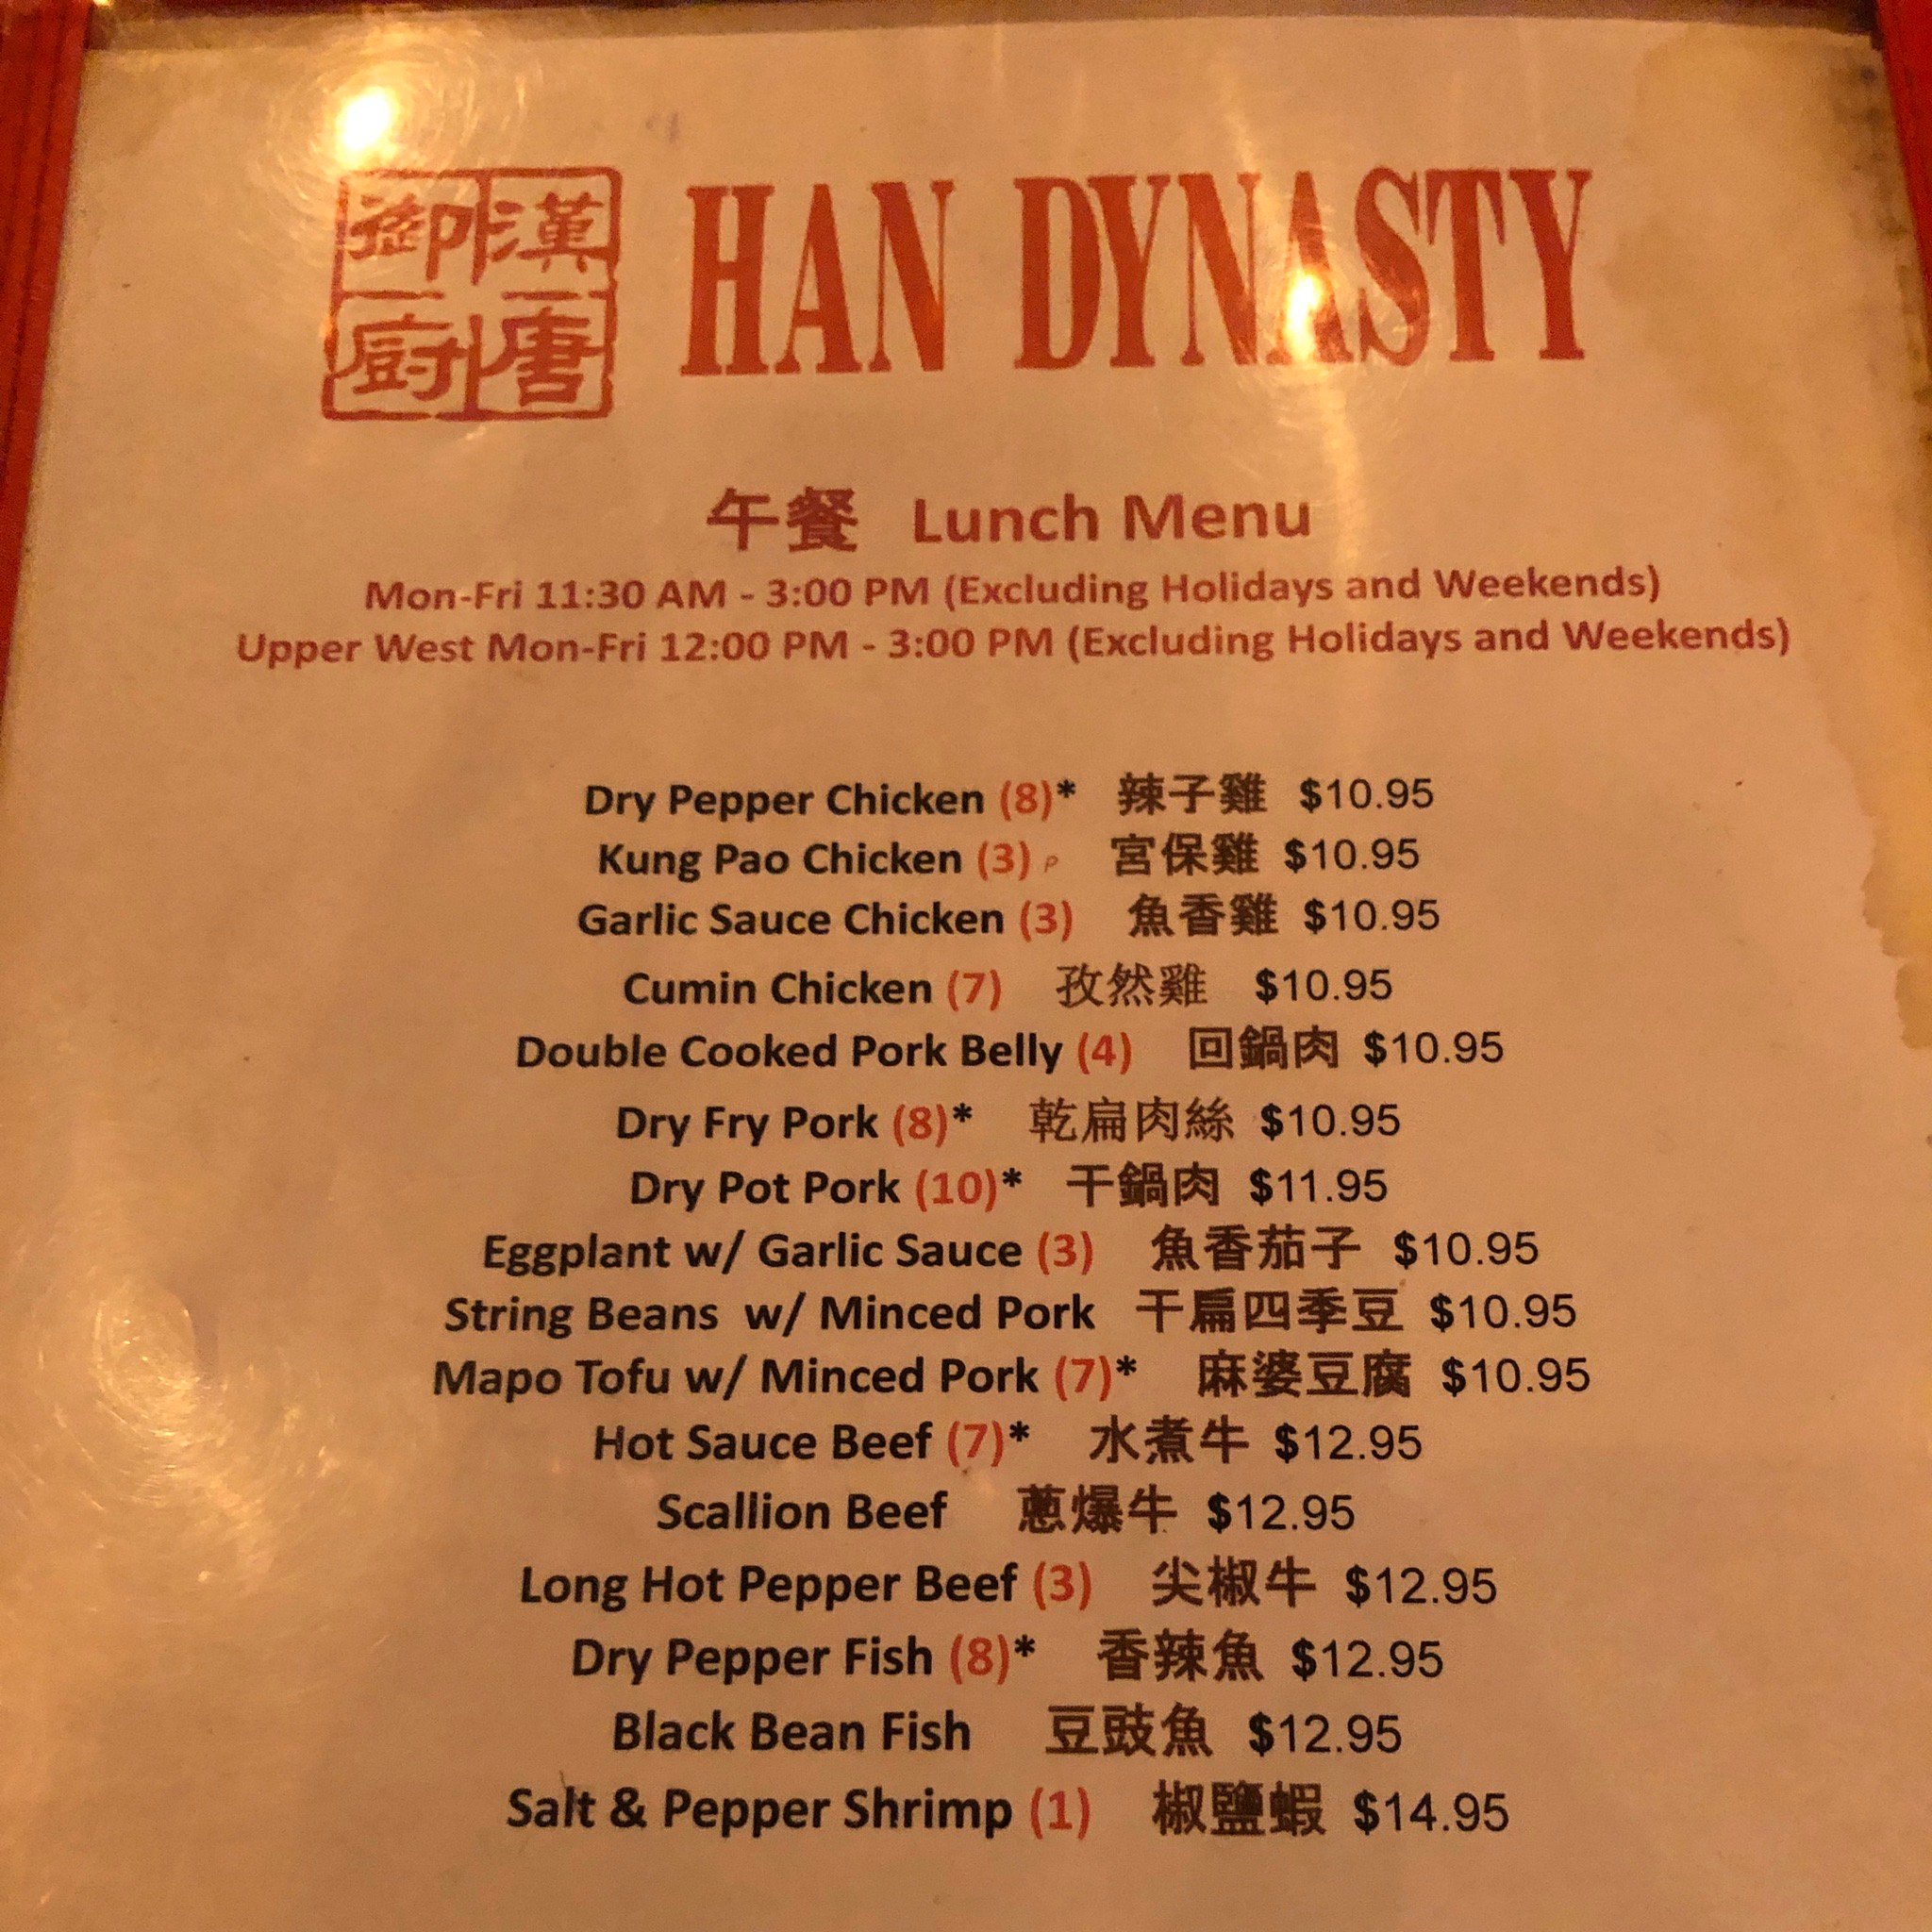 漢唐御廚 HAN DYNASTY
午餐 Lunch Menu
Mon-Fri 11:30 AM - 3:00 PM (Excluding Holidays and Weekends)
Upper West Mon-Fri 12:00 PM - 3:00 PM (Excluding Holidays and Weekends)
Dry Pepper Chicken (8)* 辣子雞 $10.95
Kung Pao Chicken (3) P 宮保雞 $10.95
Garlic Sauce Chicken (3) 魚香雞 $10.95
Cumin Chicken (7) 孜然雞 $10.95
Double Cooked Pork Belly (4) 回鍋肉 $10.95
Dry Fry Pork (8)* 乾扁肉絲 $10.95
Dry Pot Pork (10)* 干鍋肉 $11.95
Eggplant w/ Garlic Sauce (3) 魚香茄子 $10.95
String Beans w/ Minced Pork 干扁四季豆 $10.95
Mapo Tofu w/ Minced Pork (7)* 麻婆豆腐 $10.95
Hot Sauce Beef (7)* 水煮牛 $12.95
Scallion Beef 蔥爆牛 $12.95
Long Hot Pepper Beef (3) 尖椒牛 $12.95
Dry Pepper Fish (8)* 香辣魚 $12.95
Black Bean Fish 豆豉魚 $12.95
Salt & Pepper Shrimp (1) 椒鹽蝦 $14.95